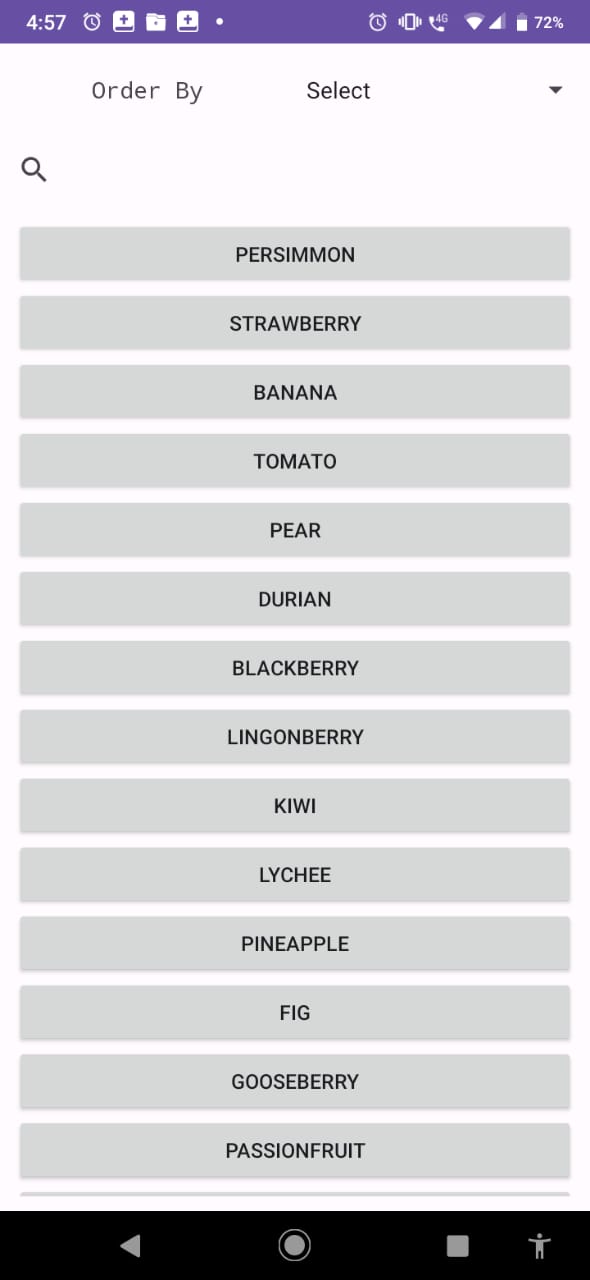 4:57 4G 72%
Order By Select
PERSIMMON
STRAWBERRY
BANANA
TOMATO
PEAR
DURIAN
BLACKBERRY
LINGONBERRY
KIWI
LYCHEE
PINEAPPLE
FIG
GOOSEBERRY
PASSIONFRUIT